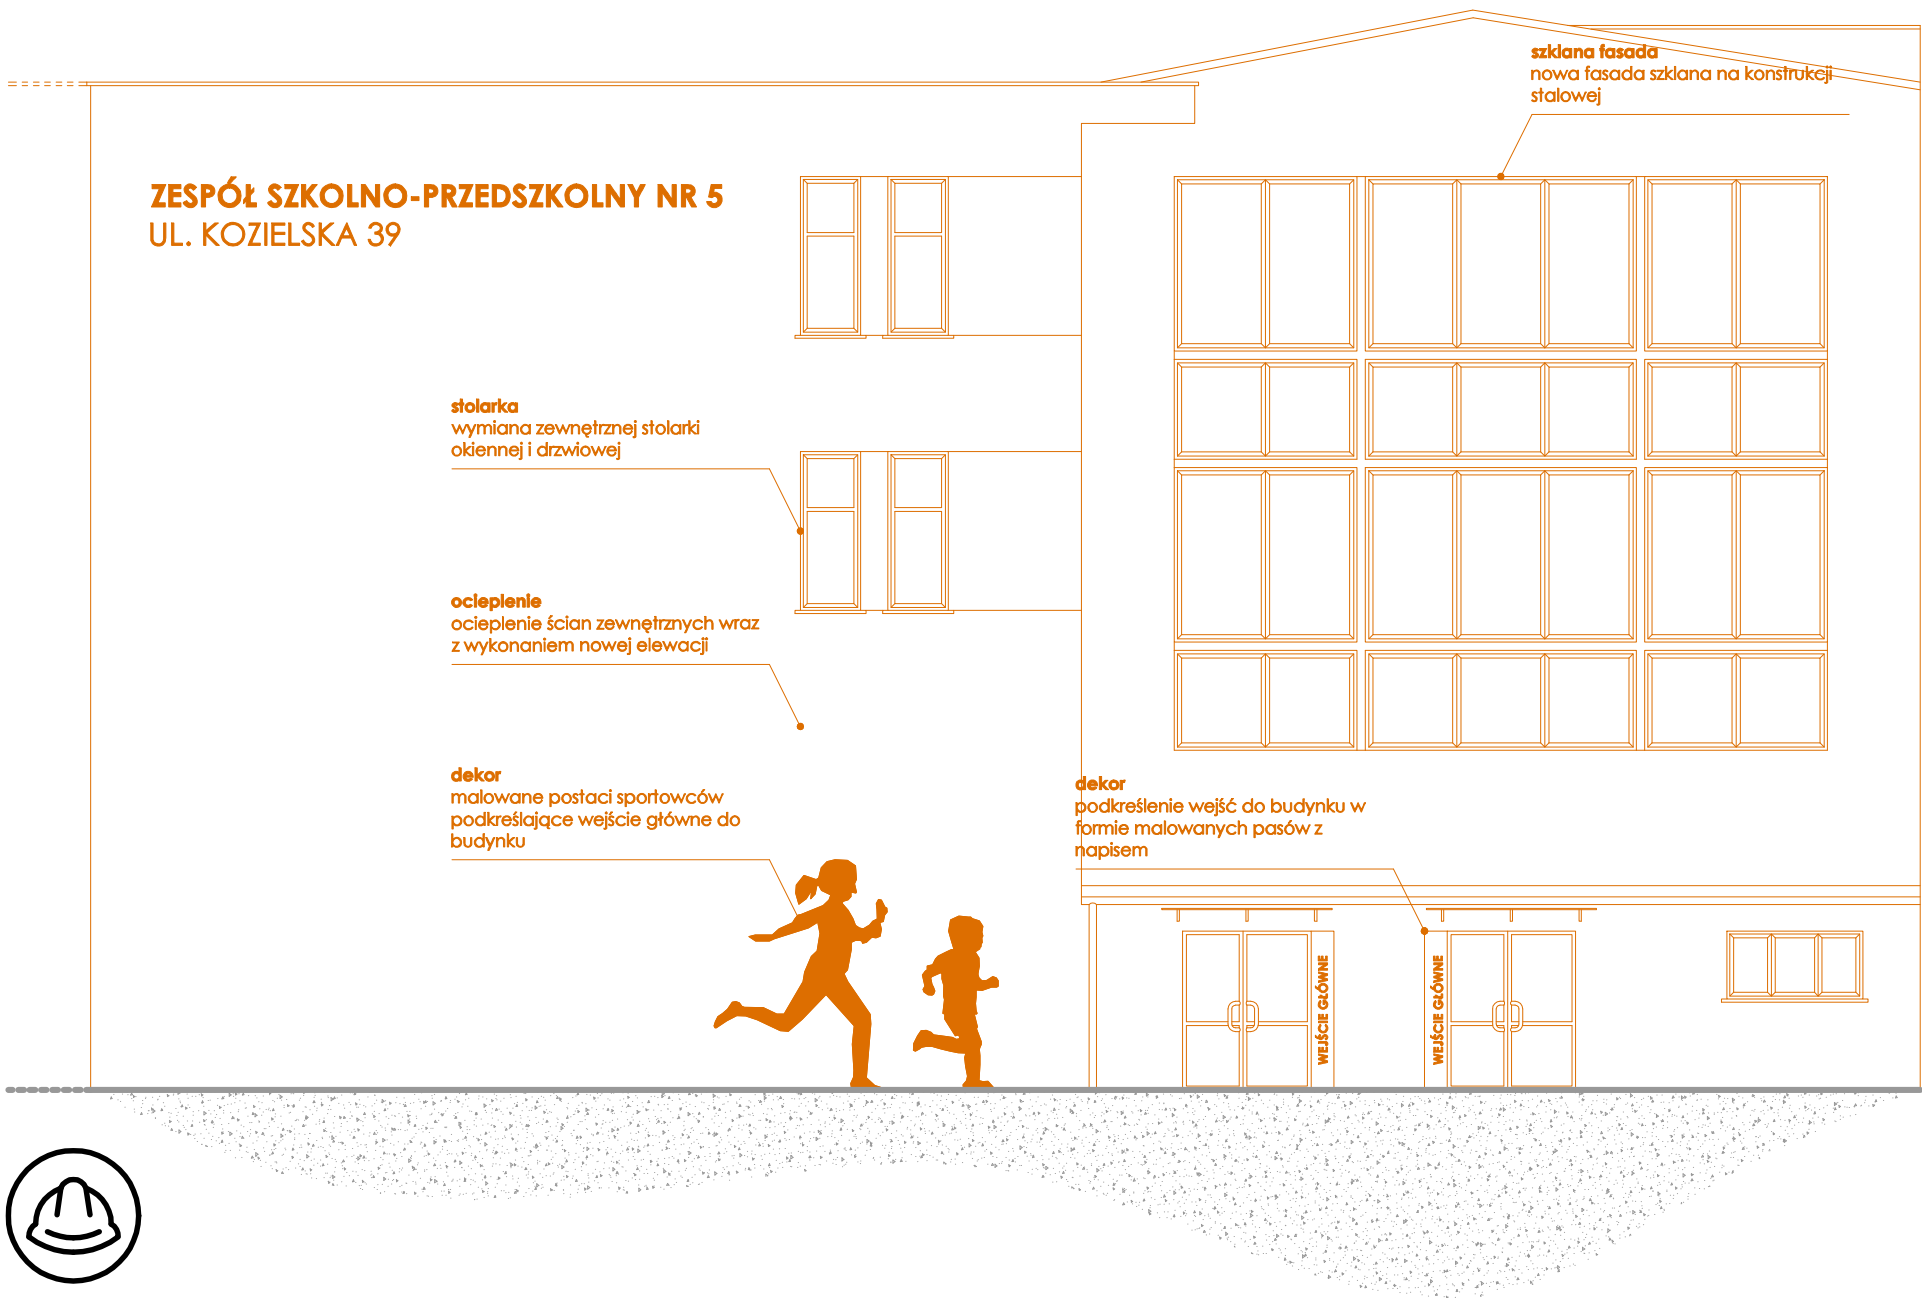 szklana fasada
nowa fasada szklana na konstrukcji
stalowej
ZESPÓŁ SZKOLNO-PRZEDSZKOLNY NR 5
UL. KOZIELSKA 39
stolarka
wymiana zewnętrznej stolarki
okiennej i drzwiowej
ocieplenie
ocieplenie ścian zewnętrznych wraz
z wykonaniem nowej elewacji
dekor
malowane postaci sportowców
podkreślające wejście główne do
budynku
dekor
podkreślenie wejść do budynku w
formie malowanych pasów z
napisem
WEJŚCIE GŁÓWNE
WEJŚCIE GŁÓWNE